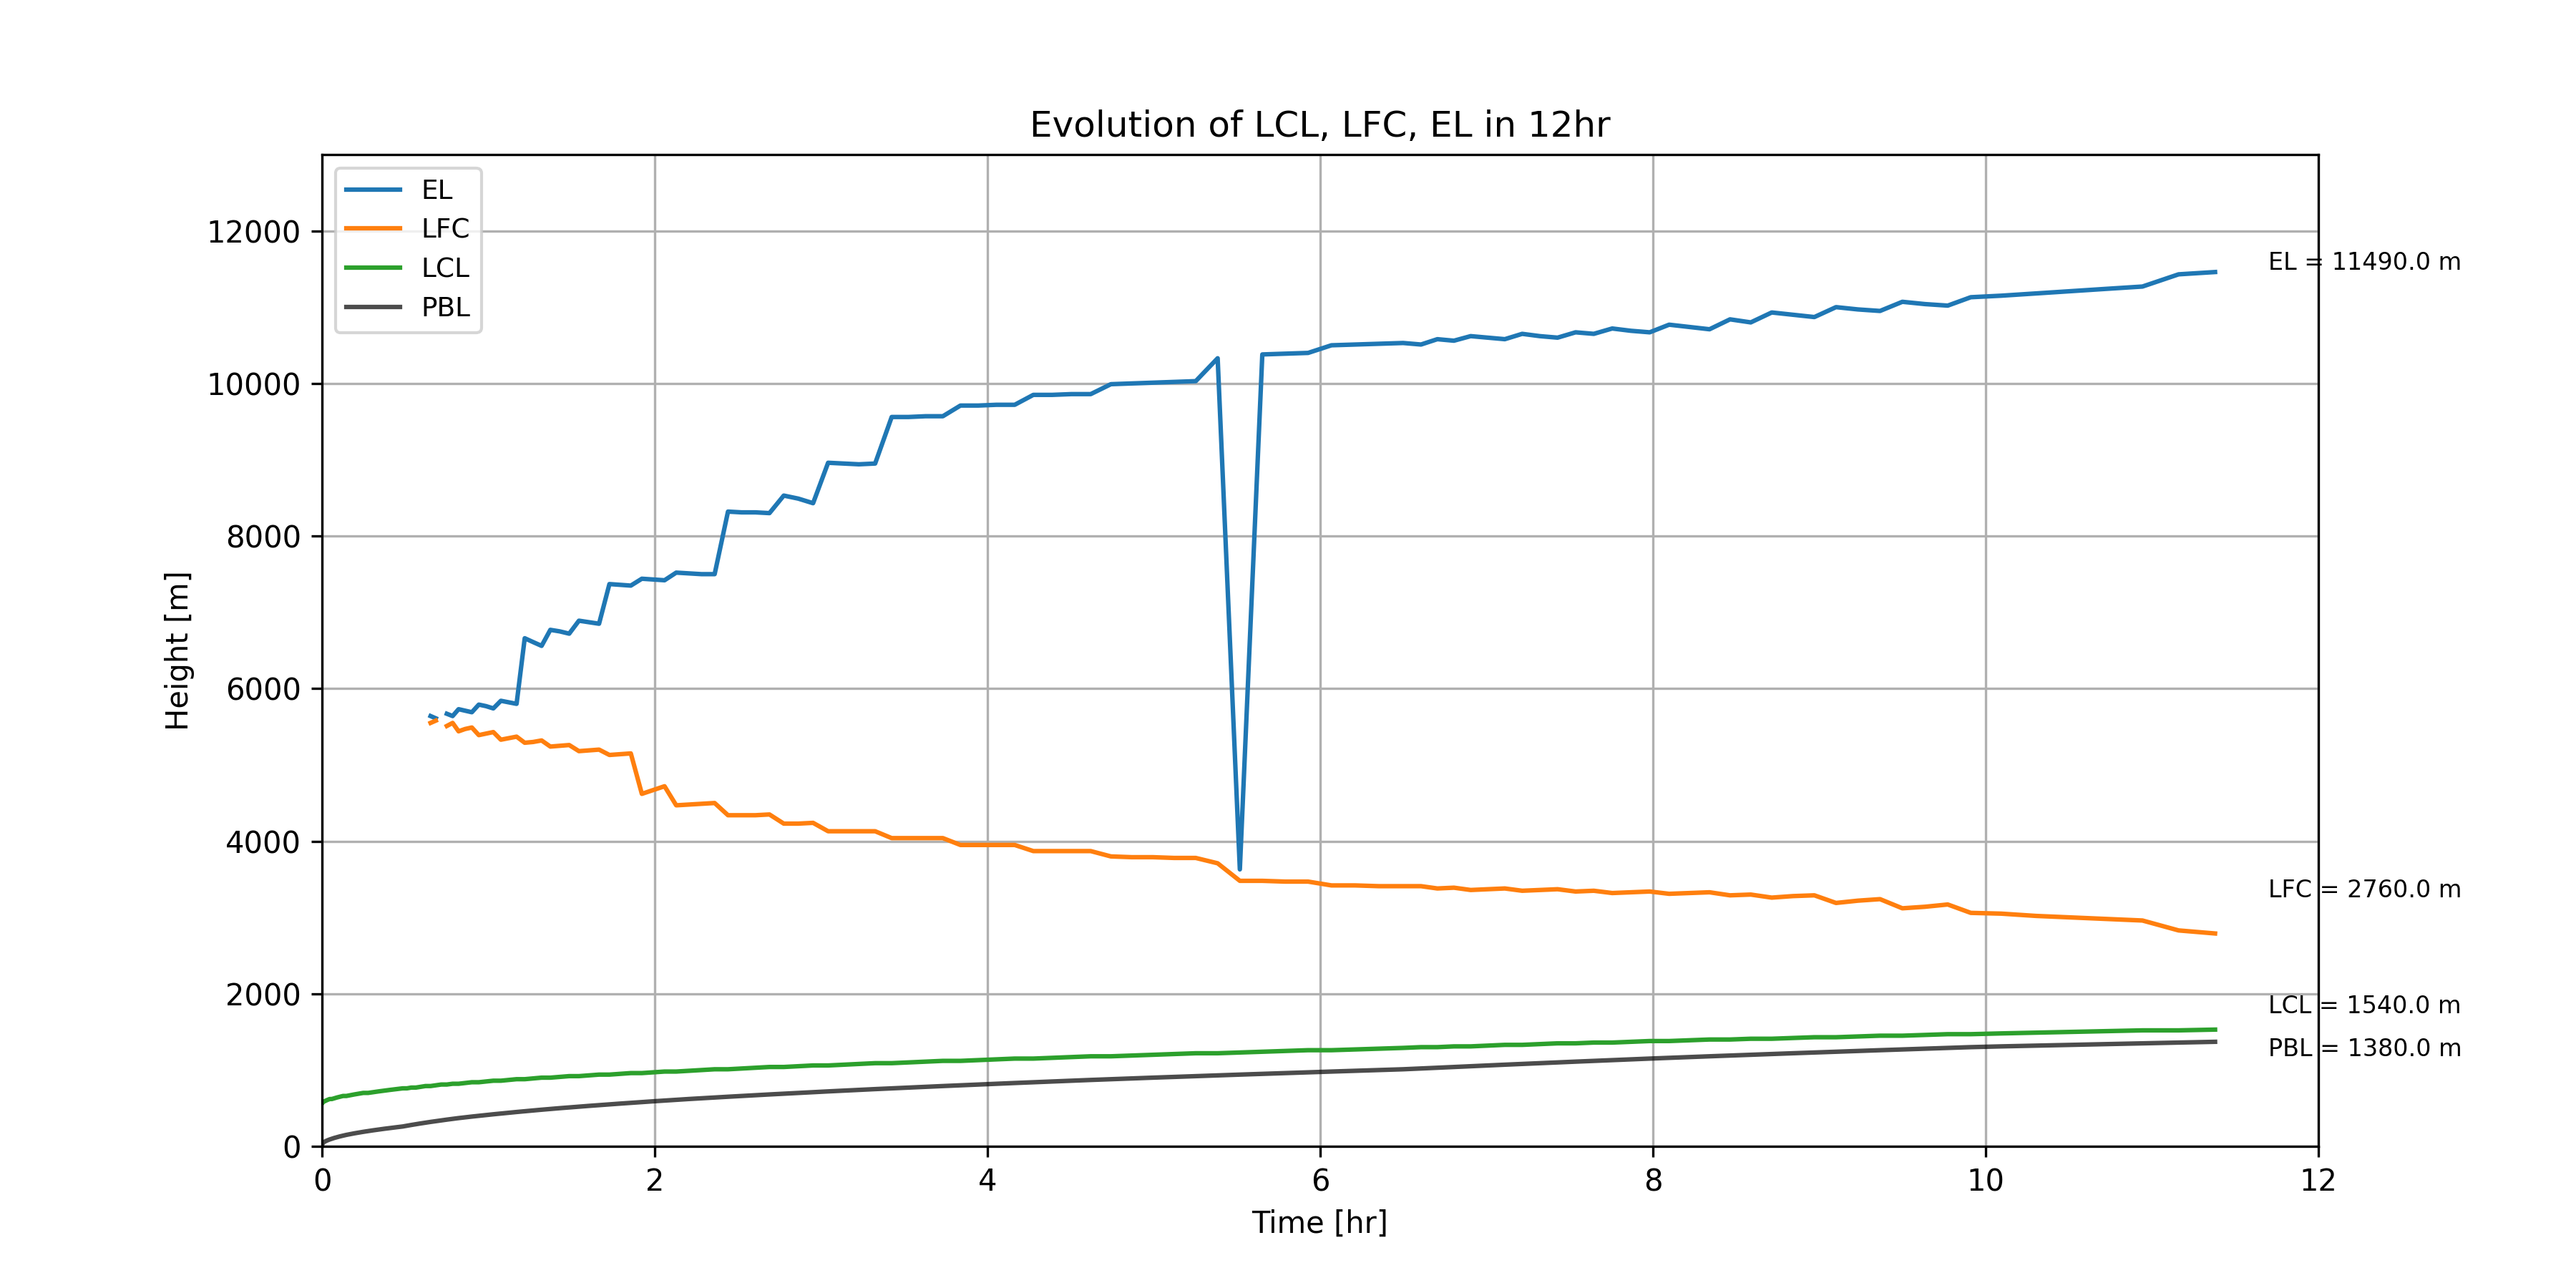 Evolution of LCL, LFC, EL in 12hr
EL
LFC
LCL
PBL
12000
10000
8000
6000
4000
2000
0
Height [m]
EL = 11490.0 m
LFC = 2760.0 m
LCL = 1540.0 m
PBL = 1380.0 m
0 2 4 6 8 10 12
Time [hr]